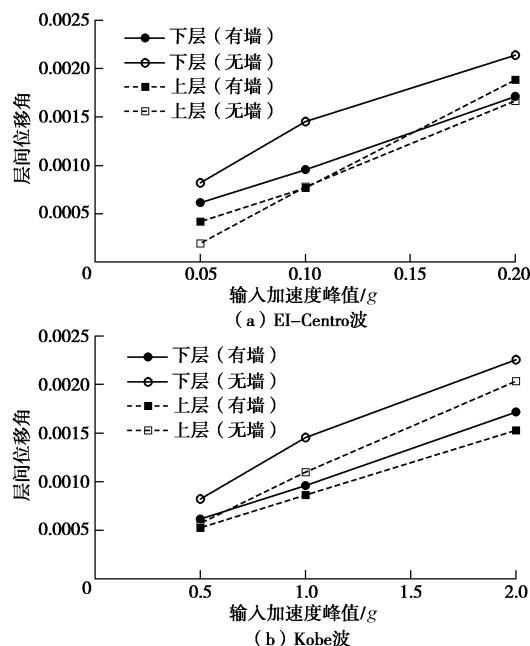 0.0025
0.0020
0.0015
0.0010
0.0005
0
层间位移角
下层（有墙）
下层（无墙）
上层（有墙）
上层（无墙）
0.05 0.10 0.15 0.20
输入加速度峰值/g
（a）EI-Centro波
0.0025
0.0020
0.0015
0.0010
0.0005
0
层间位移角
下层（有墙）
下层（无墙）
上层（有墙）
上层（无墙）
0.5 1.0 1.5 2.0
输入加速度峰值/g
（b）Kobe波